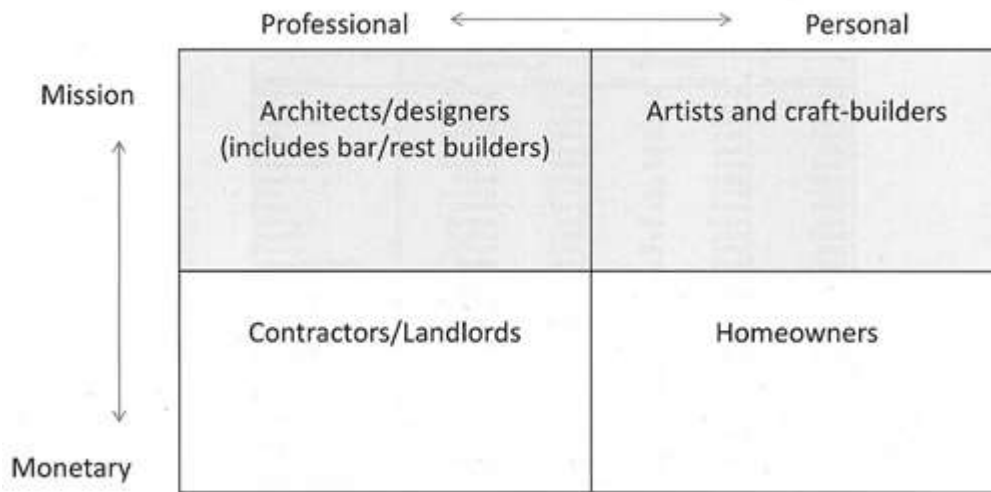 Professional
Personal
Mission
Architects/designers
(includes bar/rest builders)
Artists and craft-builders
Contractors/Landlords
Homeowners
Monetary